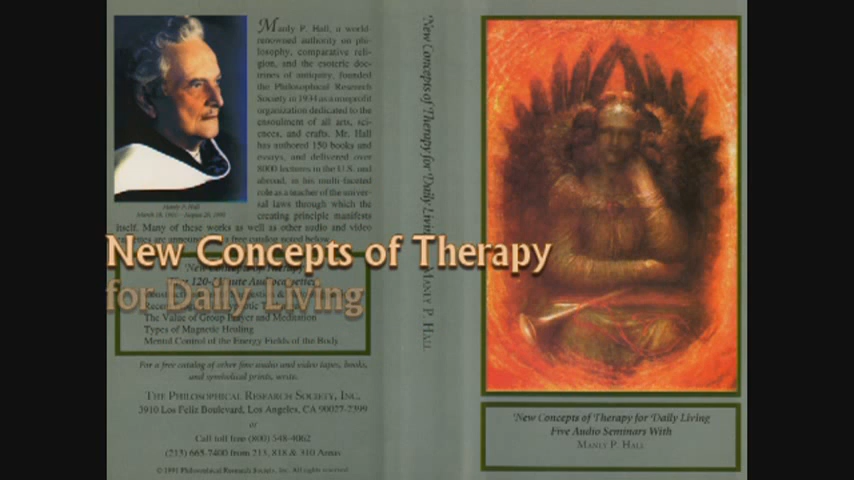 Manly P. Hall, a world-
renowned authority on phi-
losophy, comparative reli-
gion, and the esoteric doc-
trines of antiquity, founded
the Philosophical Research
Society in 1934 as a nonprofit
organization dedicated to the
ensoulment of all arts, sci-
ences, and crafts. Mr. Hall
has authored 150 books and
essays, and delivered over
8000 lectures in the U.S. and
abroad, in his multi-faceted
role as a teacher of the univer-
sal laws through which the
creating principle manifests
itself. Many of these works as well as other audio and video
Manly P. Hall
New Concepts of Therapy
for Daily Living
The Value of Group Prayer and Mediation
Types of Magnetic Healing
Mental Control of the Energy Fields of the Body
For a free catalog of other fine audio and video tapes, books,
and symbolical prints, write:
The Philosophical Research Society, Inc.
3910 Los Feliz Boulevard, Los Angeles, CA 90027-2399
or
Call toll free (800) 548-4062
(213) 663-7400 from 213, 818 & 310 Areas
© 1991 Philosophical Research Society, Inc. All rights reserved.
New Concepts of Therapy for Daily Living
Manly P. Hall
New Concepts of Therapy for Daily Living
Five Audio Seminars With
Manly P. Hall